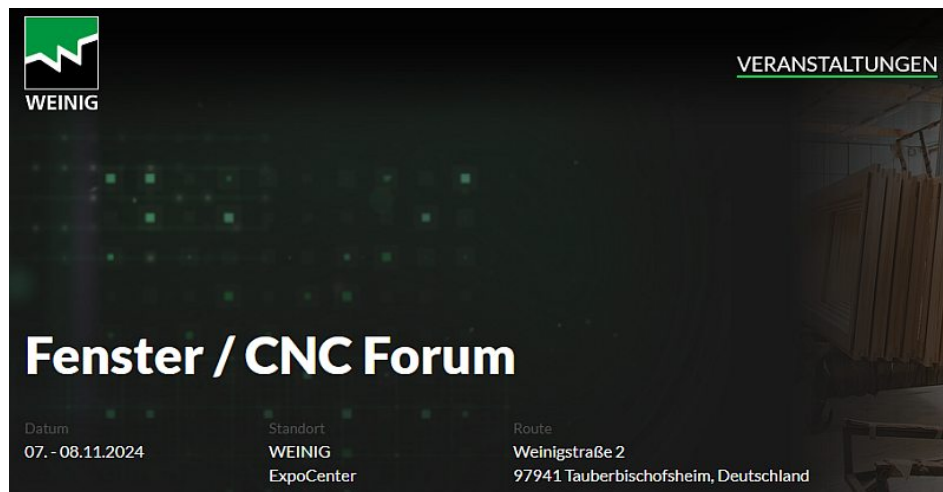 WEINIG
VERANSTALTUNGEN
Fenster / CNC Forum
Datum
07. - 08.11.2024
Standort
WEINIG
ExpoCenter
Route
Weinigstraße 2
97941 Tauberbischofsheim, Deutschland